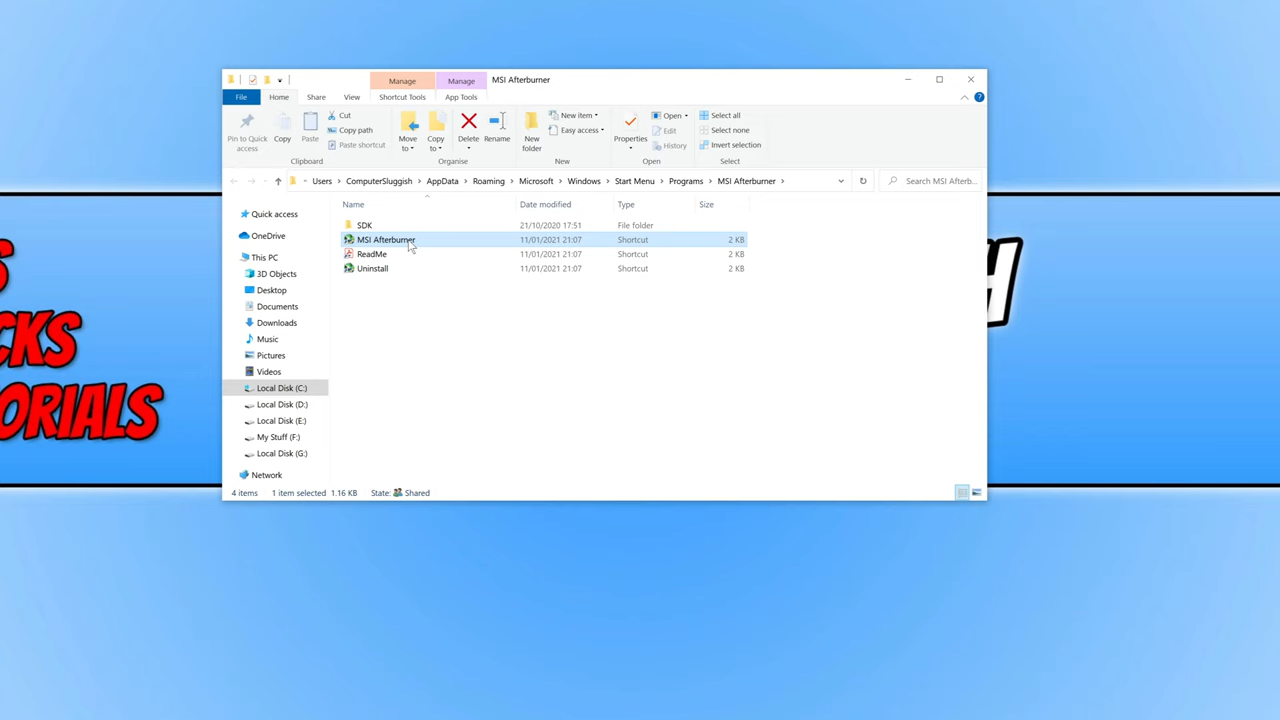 Manage Manage MSI Afterburner
File Home Share View Shortcut Tools App Tools
Pin to Quick access
Copy
Paste
Cut
Copy path
Paste shortcut
Clipboard
Move to
Copy to
Delete
Rename
Organise
New folder
New item
Easy access
New
Properties
Open
Edit
History
Open
Select all
Select none
Invert selection
Select
Users > ComputerSluggish > AppData > Roaming > Microsoft > Windows > Start Menu > Programs > MSI Afterburner >
Search MSI Afterb...
Name Date modified Type Size
SDK 21/10/2020 17:51 File folder
MSI Afterburner 11/01/2021 21:07 Shortcut 2 KB
ReadMe 11/01/2021 21:07 Shortcut 2 KB
Uninstall 11/01/2021 21:07 Shortcut 2 KB
Quick access
OneDrive
This PC
3D Objects
Desktop
Documents
Downloads
Music
Pictures
Videos
Local Disk (C:)
Local Disk (D:)
Local Disk (E:)
My Stuff (F:)
Local Disk (G:)
Network
4 items 1 item selected 1.16 KB State: Shared
S
CKS
ORIALS
H